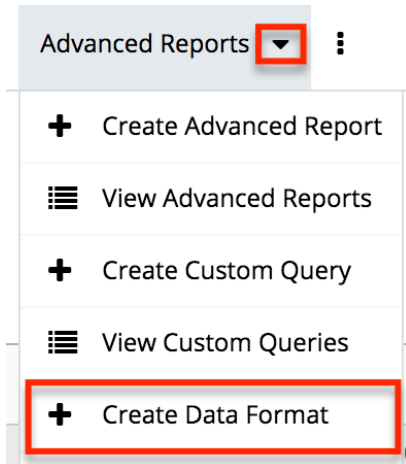 Advanced Reports
Create Advanced Report
View Advanced Reports
Create Custom Query
View Custom Queries
Create Data Format